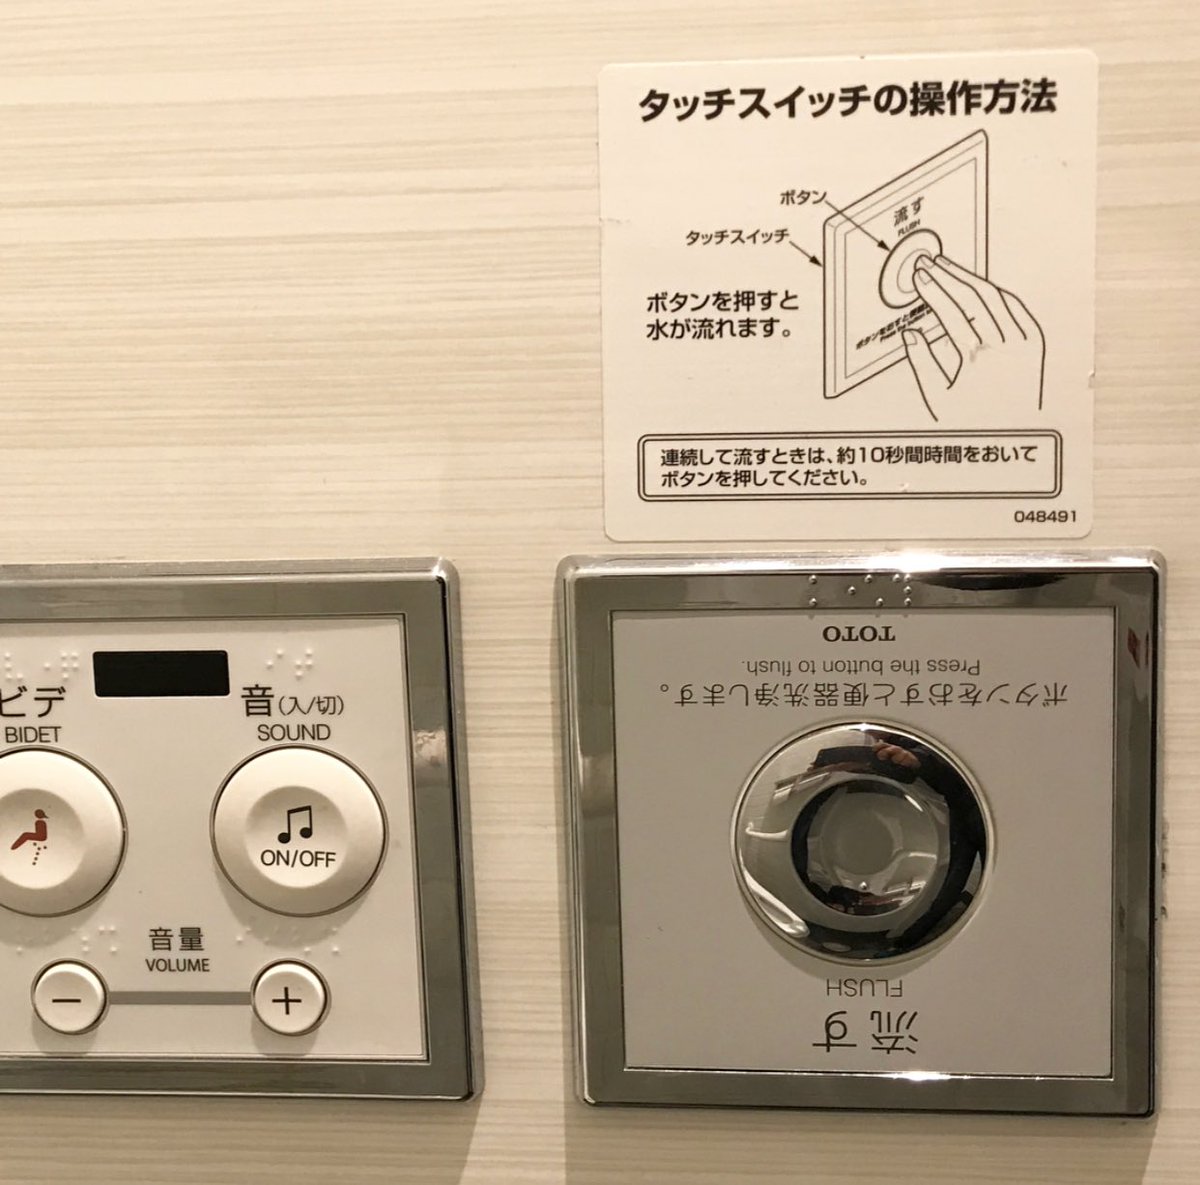 タッチスイッチの操作方法
ボタン
タッチスイッチ
流す
FLUSH
ボタンを押すと
水が流れます。
連続して流すときは、約10秒間時間をおいて
ボタンを押してください。
048491
ビデ
BIDET
音(入/切)
SOUND
ON/OFF
音量
VOLUME
−
+
流す
FLUSH
ボタンをおすと便器洗浄します。
Press the button to flush.
TOTO